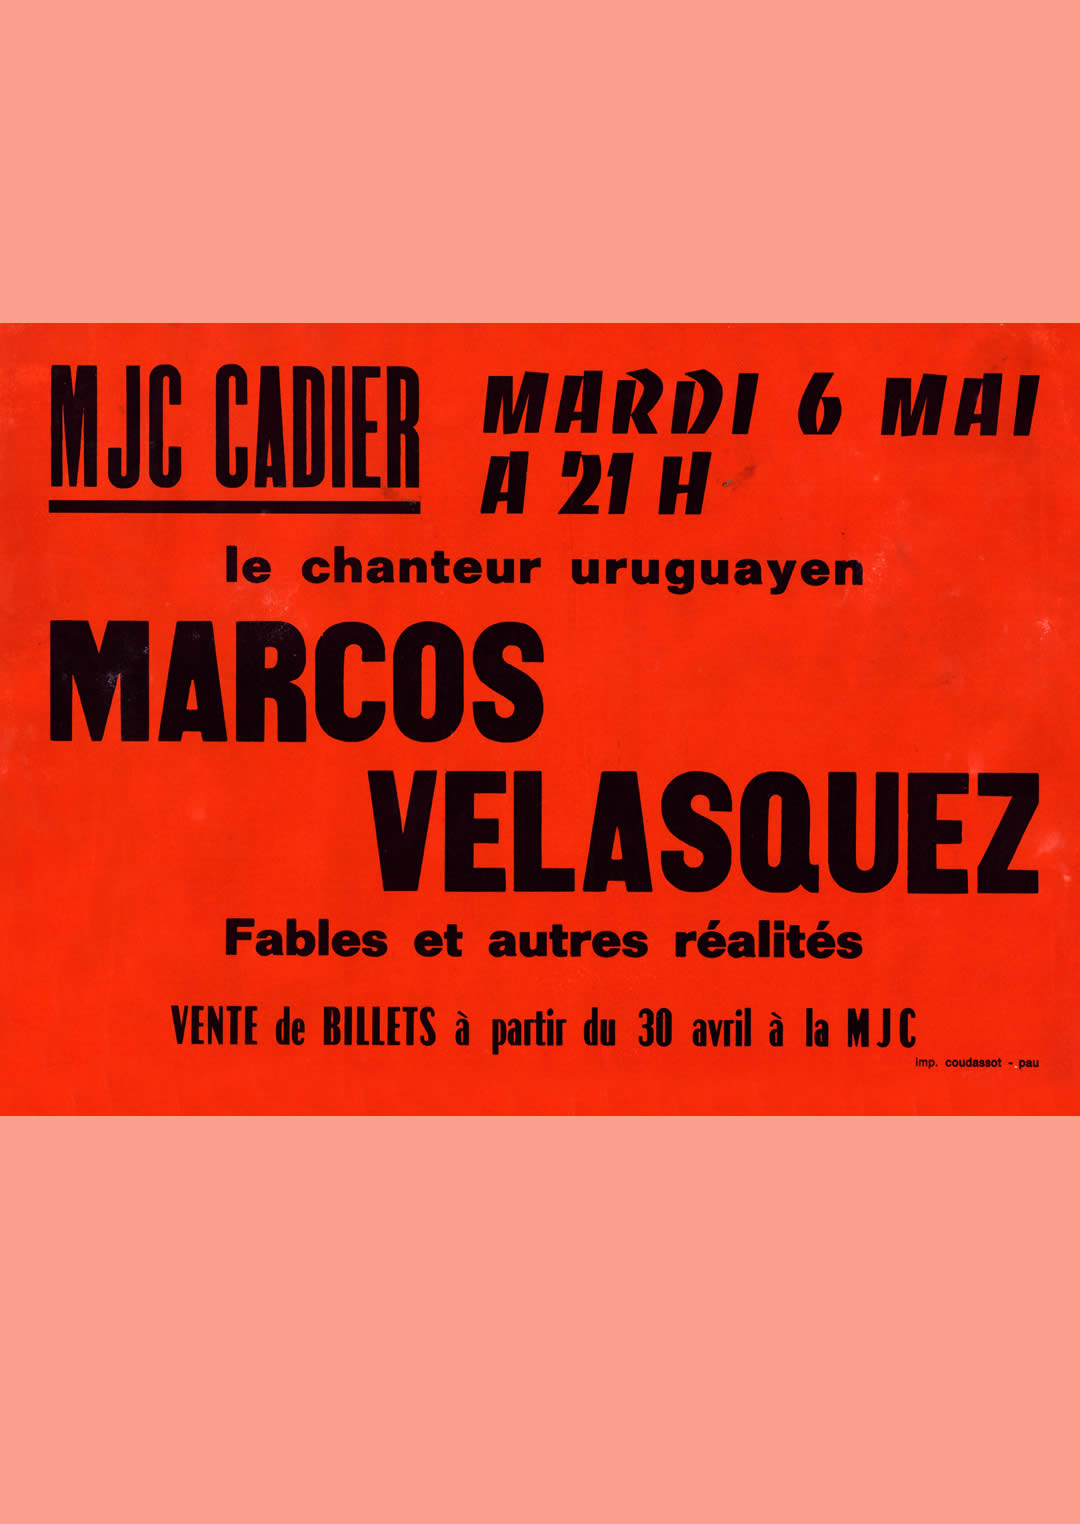 MJC CADIER
MARDI 6 MAI
A 21 H
le chanteur uruguayen
MARCOS
VELASQUEZ
Fables et autres réalités
VENTE de BILLETS à partir du 30 avril à la MJC
imp. coudassot - pau